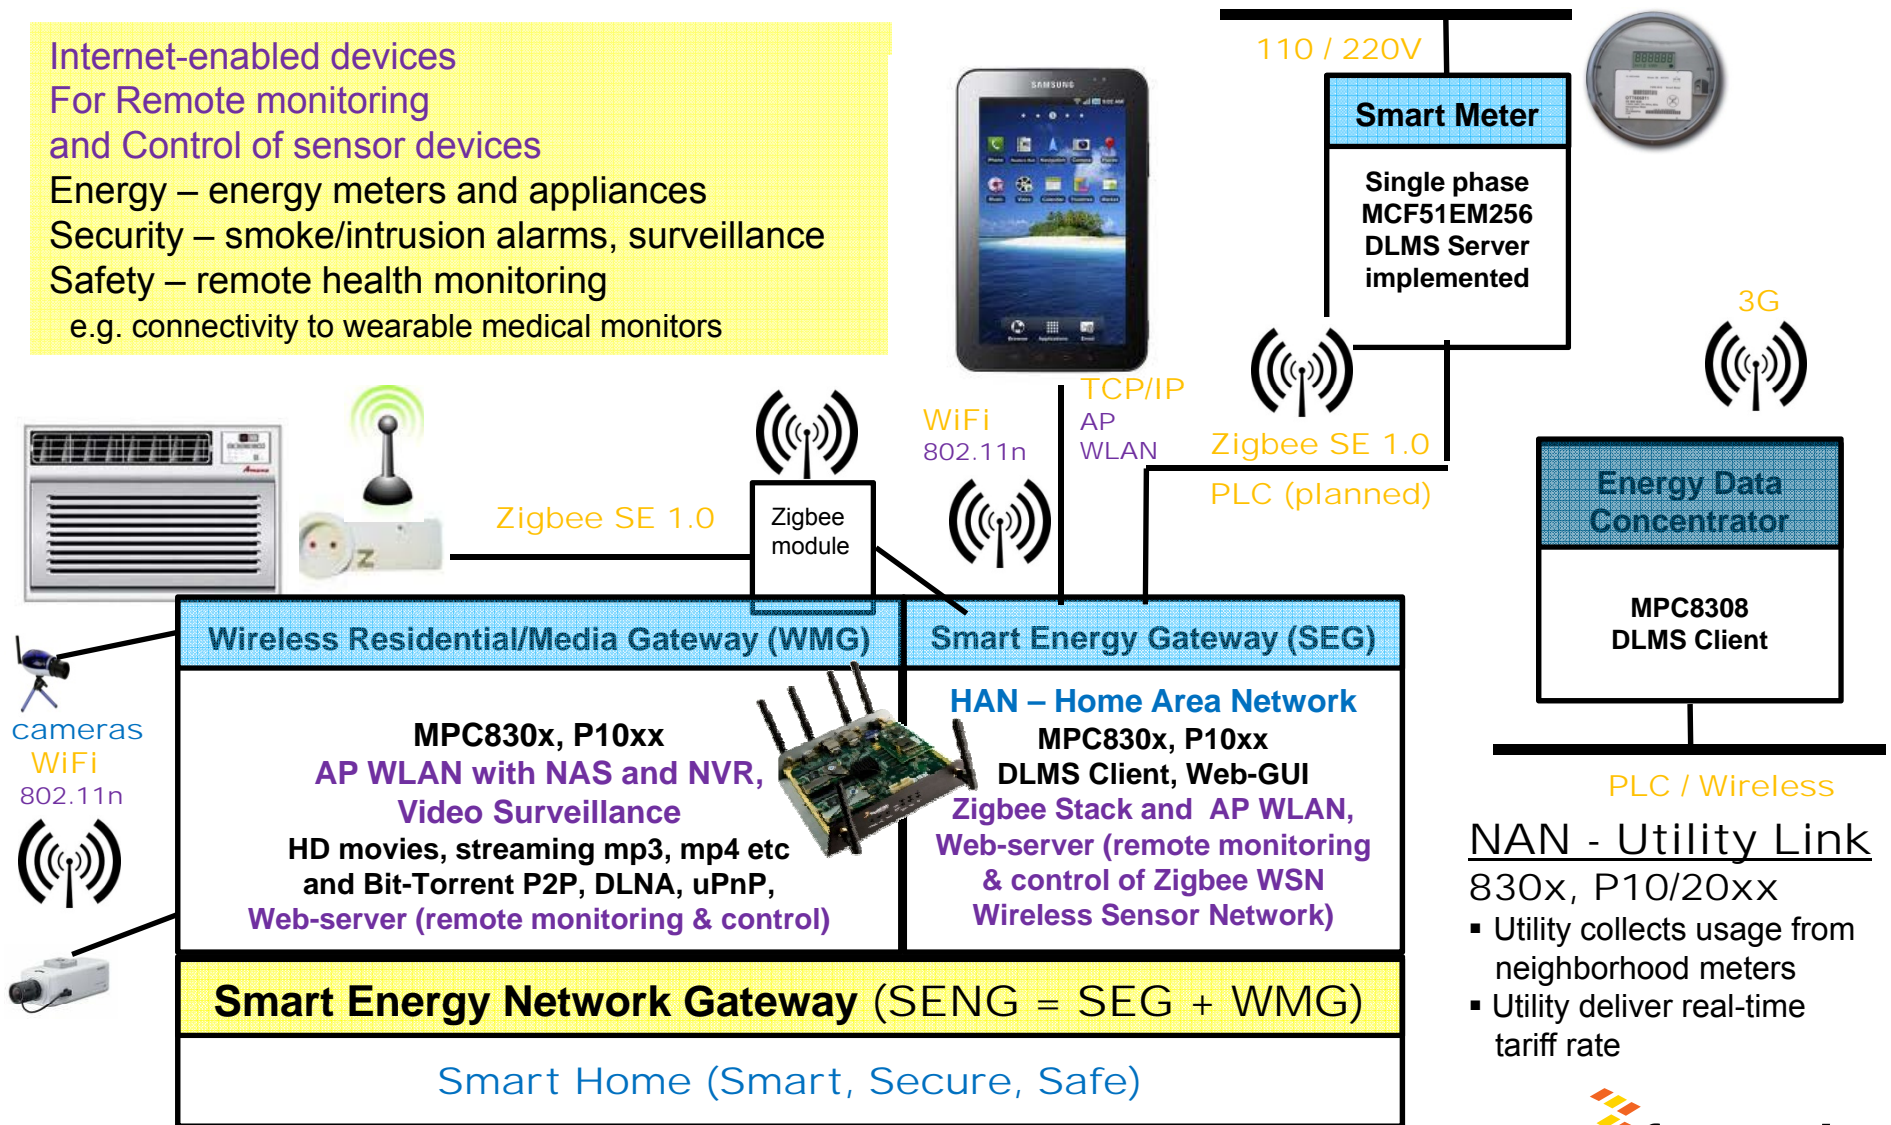 Internet-enabled devices
For Remote monitoring
and Control of sensor devices
Energy – energy meters and appliances
Security – smoke/intrusion alarms, surveillance
Safety – remote health monitoring
e.g. connectivity to wearable medical monitors
SAMSUNG
110 / 220V
Smart Meter
Single phase
MCF51EM256
DLMS Server
implemented
3G
WiFi
802.11n
TCP/IP
AP
WLAN
Zigbee SE 1.0
PLC (planned)
Zigbee SE 1.0
Zigbee
module
Energy Data
Concentrator
MPC8308
DLMS Client
PLC / Wireless
NAN - Utility Link
830x, P10/20xx
▪ Utility collects usage from
neighborhood meters
▪ Utility deliver real-time
tariff rate
cameras
WiFi
802.11n
Wireless Residential/Media Gateway (WMG)
MPC830x, P10xx
AP WLAN with NAS and NVR,
Video Surveillance
HD movies, streaming mp3, mp4 etc
and Bit-Torrent P2P, DLNA, uPnP,
Web-server (remote monitoring & control)
Smart Energy Gateway (SEG)
HAN – Home Area Network
MPC830x, P10xx
DLMS Client, Web-GUI
Zigbee Stack and AP WLAN,
Web-server (remote monitoring
& control of Zigbee WSN
Wireless Sensor Network)
Smart Energy Network Gateway (SENG = SEG + WMG)
Smart Home (Smart, Secure, Safe)